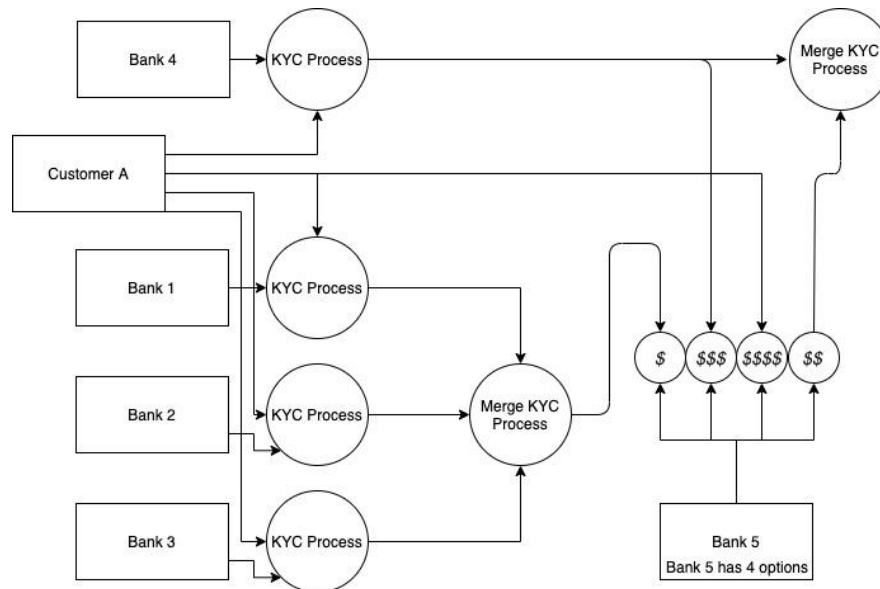 Bank 4
KYC Process
Merge KYC
Process
Customer A
Bank 1
KYC Process
Bank 2
KYC Process
Merge KYC
Process
$
$$$
$$$$
$$
Bank 3
KYC Process
Bank 5
Bank 5 has 4 options